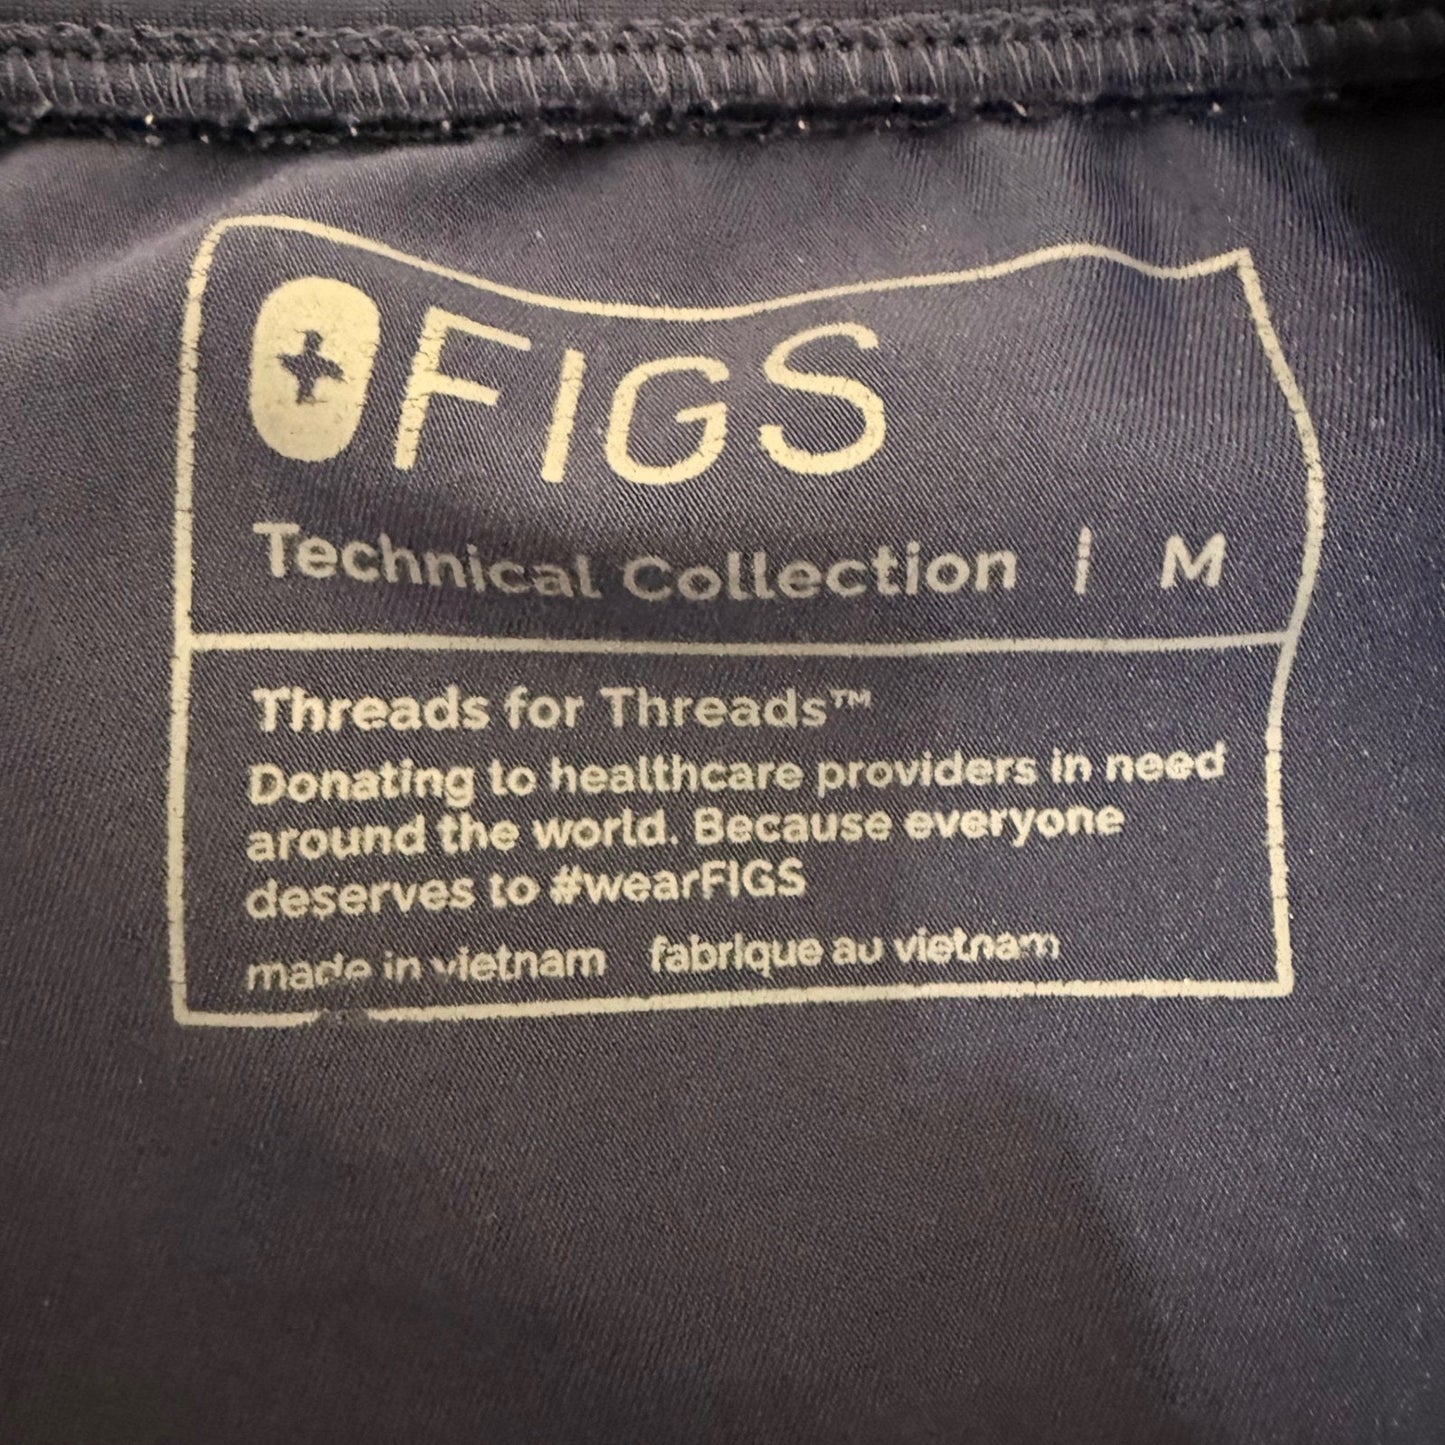 FIGS
Technical Collection | M
Threads for Threads™
Donating to healthcare providers in need
around the world. Because everyone
deserves to #wearFIGS
made in vietnam fabrique au vietnam